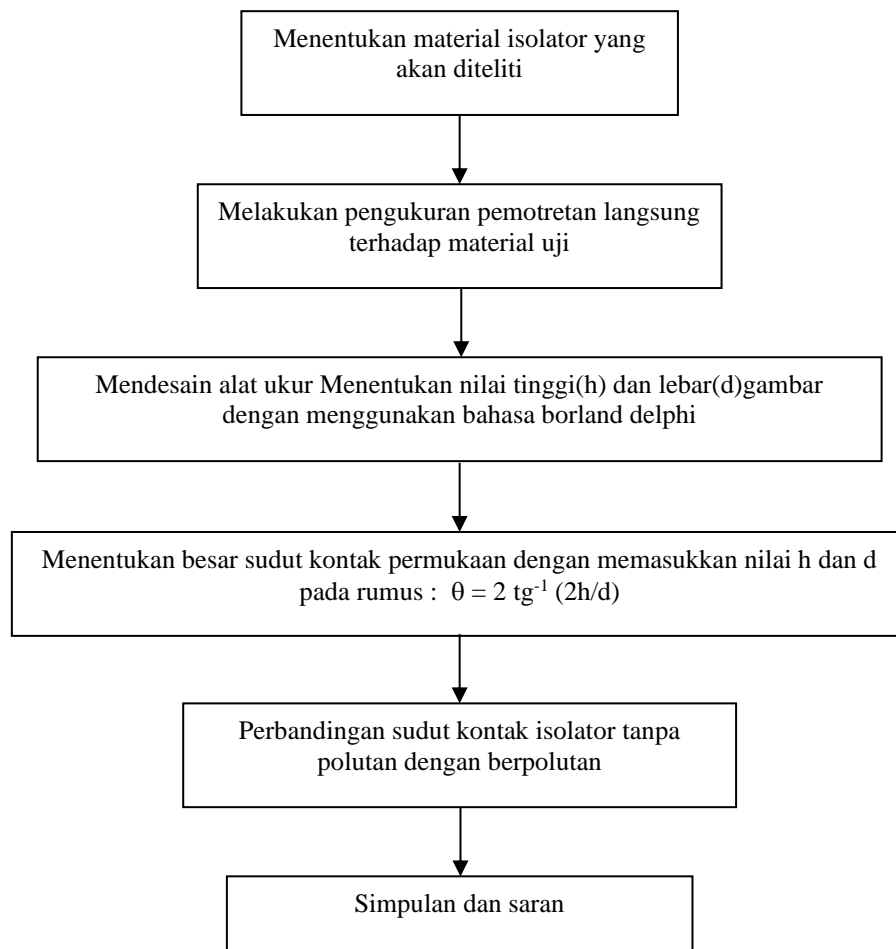 Menentukan material isolator yang
akan diteliti
Melakukan pengukuran pemotretan langsung
terhadap material uji
Mendesain alat ukur Menentukan nilai tinggi(h) dan lebar(d)gambar
dengan menggunakan bahasa borland delphi
Menentukan besar sudut kontak permukaan dengan memasukkan nilai h dan d
pada rumus : θ = 2 tg⁻¹ (2h/d)
Perbandingan sudut kontak isolator tanpa
polutan dengan berpolutan
Simpulan dan saran